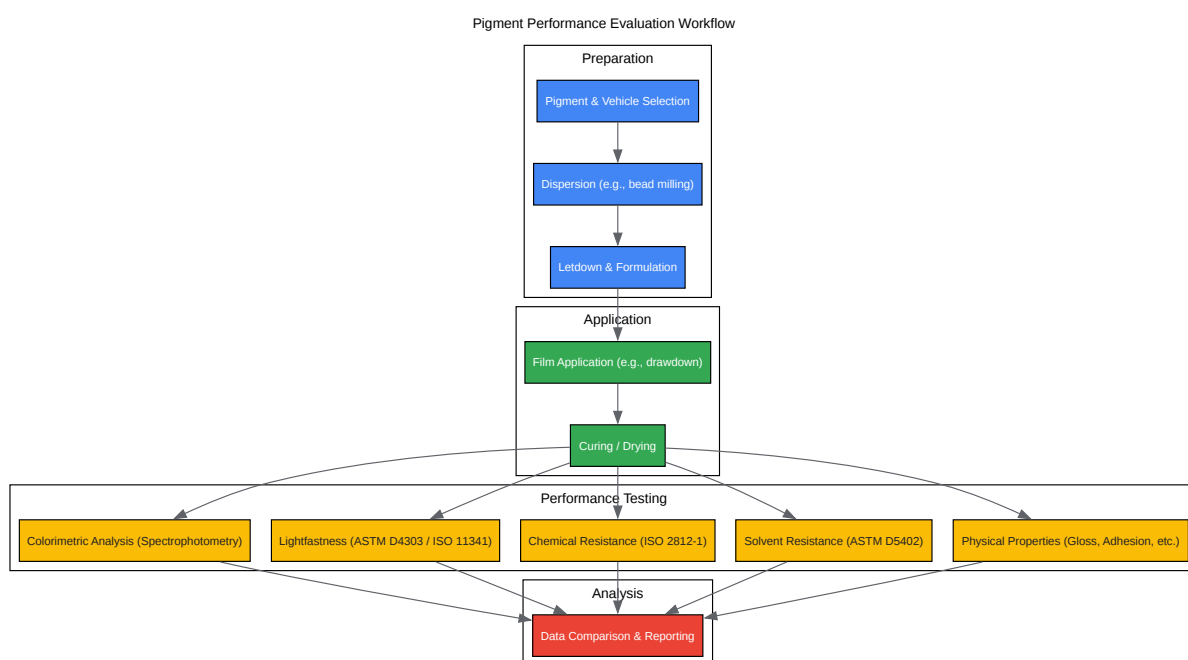 Pigment Performance Evaluation Workflow
Preparation
Pigment & Vehicle Selection
Dispersion (e.g., bead milling)
Letdown & Formulation
Application
Film Application (e.g., drawdown)
Curing / Drying
Performance Testing
Colorimetric Analysis (Spectrophotometry)
Lightfastness (ASTM D4303 / ISO 11341)
Chemical Resistance (ISO 2812-1)
Solvent Resistance (ASTM D5402)
Physical Properties (Gloss, Adhesion, etc.)
Analysis
Data Comparison & Reporting